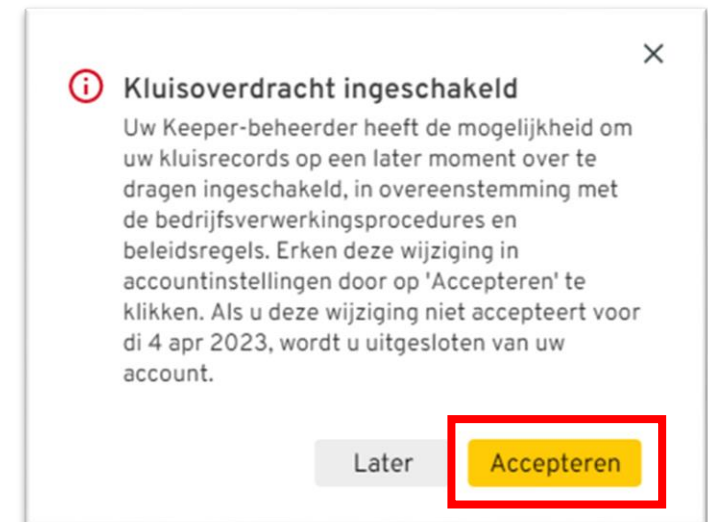 Kluisoverdracht ingeschakeld
Uw Keeper-beheerder heeft de mogelijkheid om
uw kluisrecords op een later moment over te
dragen ingeschakeld, in overeenstemming met
de bedrijfsverwerkingsprocedures en
beleidsregels. Erken deze wijziging in
accountinstellingen door op 'Accepteren' te
klikken. Als u deze wijziging niet accepteert voor
di 4 apr 2023, wordt u uitgesloten van uw
account.
Later Accepteren